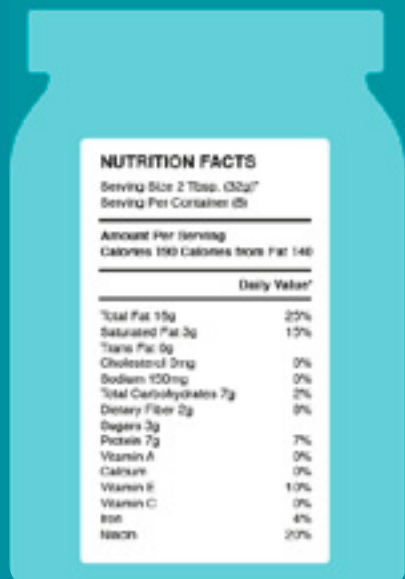 NUTRITION FACTS
Serving Size 2 Tbsp. (32g)*
Serving Per Container (8)
Amount Per Serving
Calories 190 Calories from Fat 140
Daily Value*
Total Fat 16g 25%
Saturated Fat 3g 15%
Trans Fat 0g
Cholesterol 0mg 0%
Sodium 150mg 0%
Total Carbohydrates 7g 2%
Dietary Fiber 2g 8%
Sugars 3g
Protein 7g 7%
Vitamin A 0%
Calcium 0%
Vitamin E 10%
Vitamin C 0%
Iron 4%
Niacin 20%